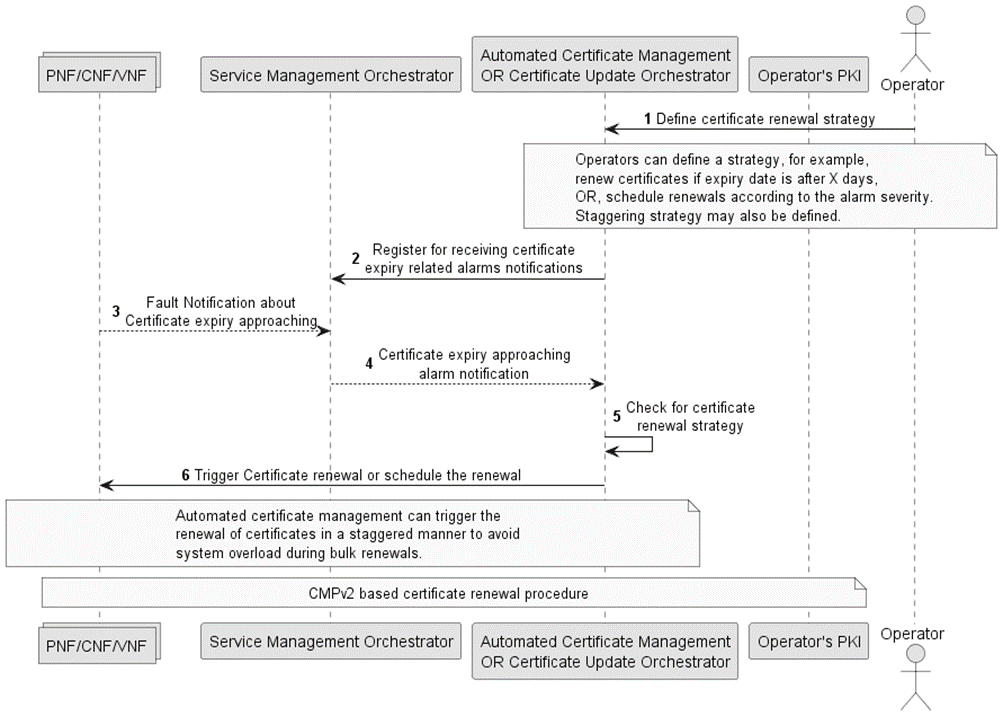 PNF/CNF/VNF
Service Management Orchestrator
Automated Certificate Management
OR Certificate Update Orchestrator
Operator's PKI
Operator
1 Define certificate renewal strategy
Operators can define a strategy, for example,
renew certificates if expiry date is after X days,
OR, schedule renewals according to the alarm severity.
Staggering strategy may also be defined.
2 Register for receiving certificate
expiry related alarms notifications
3 Fault Notification about
Certificate expiry approaching
4 Certificate expiry approaching
alarm notification
5 Check for certificate
renewal strategy
6 Trigger Certificate renewal or schedule the renewal
Automated certificate management can trigger the
renewal of certificates in a staggered manner to avoid
system overload during bulk renewals.
CMPv2 based certificate renewal procedure
PNF/CNF/VNF
Service Management Orchestrator
Automated Certificate Management
OR Certificate Update Orchestrator
Operator's PKI
Operator